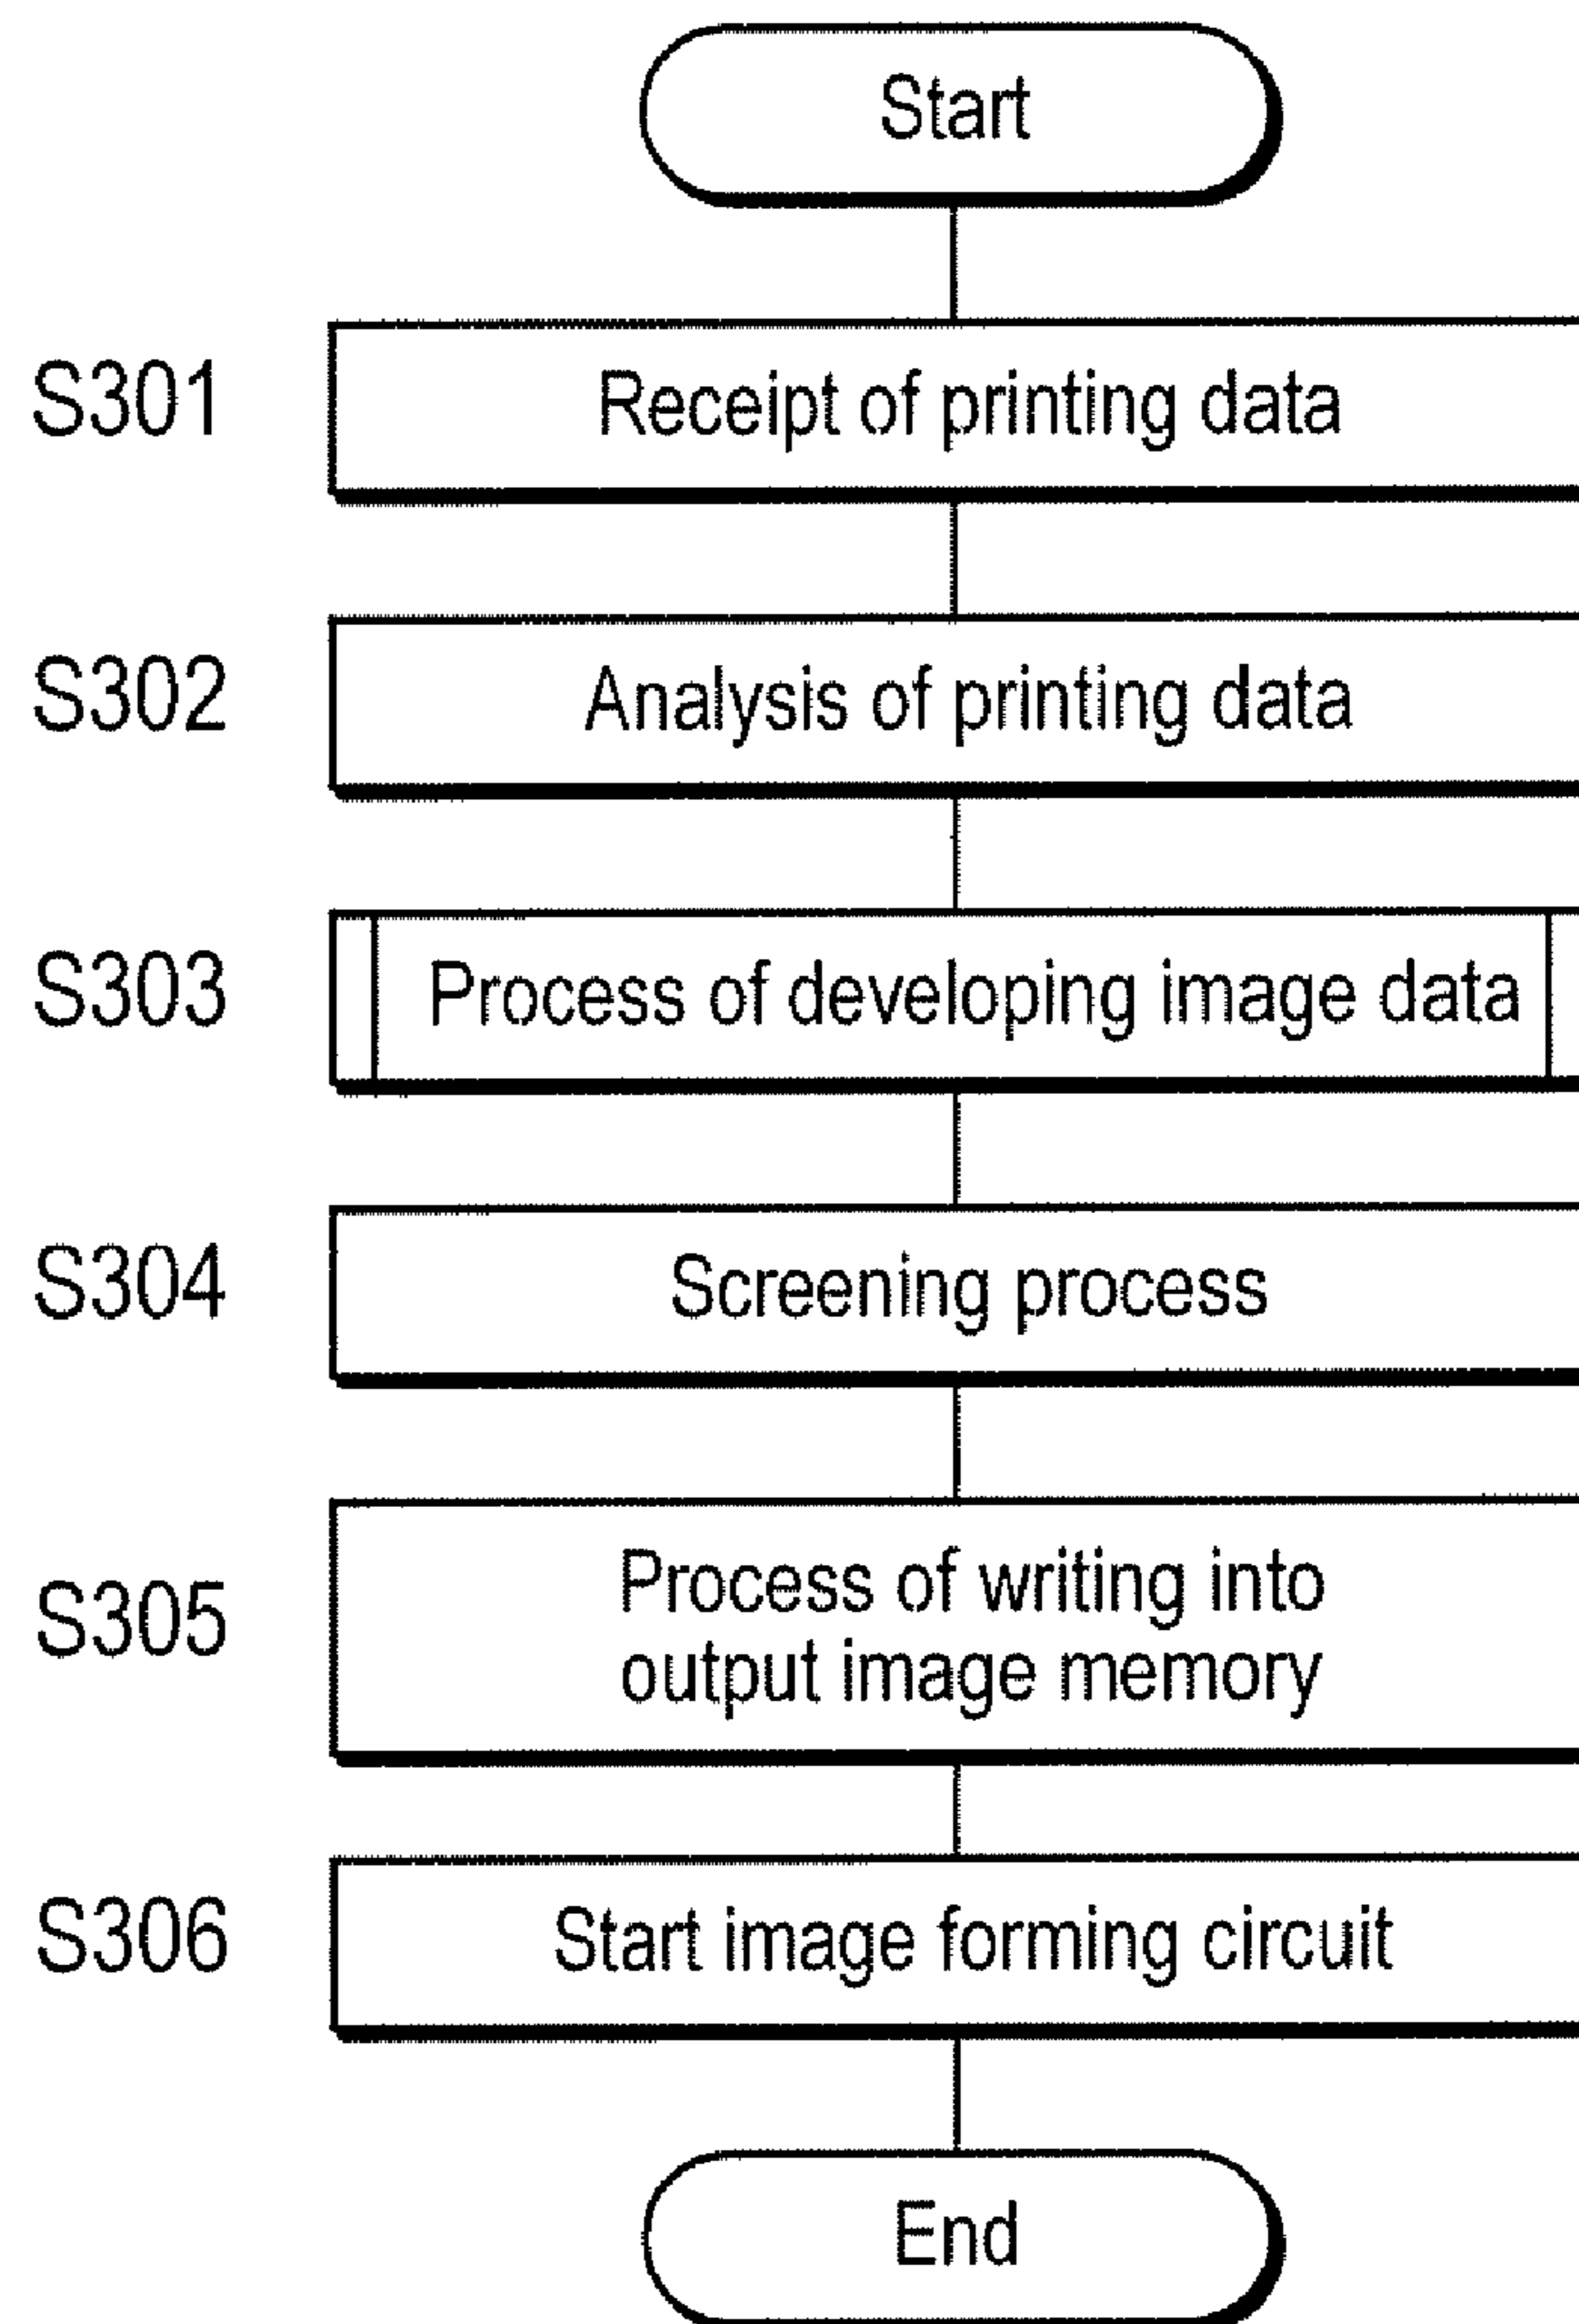 Start
S301 Receipt of printing data
S302 Analysis of printing data
S303 Process of developing image data
S304 Screening process
S305 Process of writing into
output image memory
S306 Start image forming circuit
End